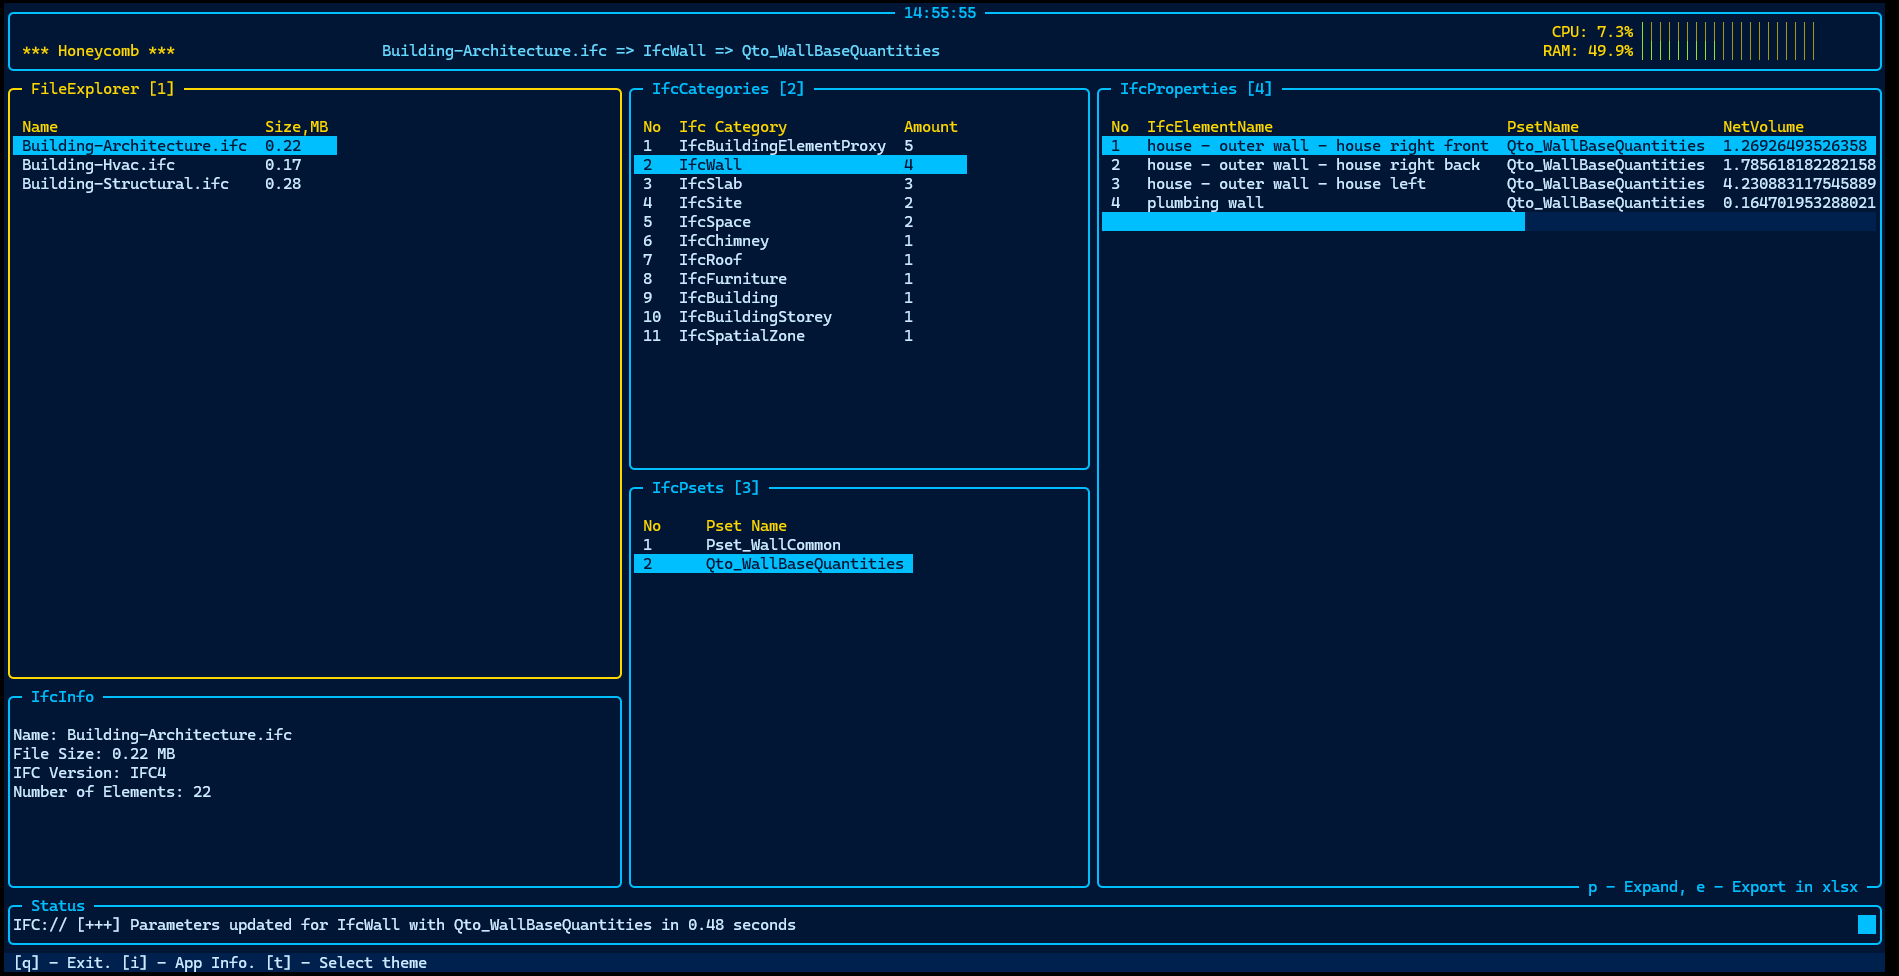 14:55:55
*** Honeycomb ***
Building-Architecture.ifc => IfcWall => Qto_WallBaseQuantities
CPU: 7.3%
RAM: 49.9%
FileExplorer [1]
Name Size,MB
Building-Architecture.ifc 0.22
Building-Hvac.ifc 0.17
Building-Structural.ifc 0.28
IfcInfo
Name: Building-Architecture.ifc
File Size: 0.22 MB
IFC Version: IFC4
Number of Elements: 22
IfcCategories [2]
No Ifc Category Amount
1 IfcBuildingElementProxy 5
2 IfcWall 4
3 IfcSlab 3
4 IfcSite 2
5 IfcSpace 2
6 IfcChimney 1
7 IfcRoof 1
8 IfcFurniture 1
9 IfcBuilding 1
10 IfcBuildingStorey 1
11 IfcSpatialZone 1
IfcPsets [3]
No Pset Name
1 Pset_WallCommon
2 Qto_WallBaseQuantities
IfcProperties [4]
No IfcElementName PsetName NetVolume
1 house - outer wall - house right front Qto_WallBaseQuantities 1.26926493526358
2 house - outer wall - house right back Qto_WallBaseQuantities 1.785618182282158
3 house - outer wall - house left Qto_WallBaseQuantities 4.230883117545889
4 plumbing wall Qto_WallBaseQuantities 0.164701953288021
p - Expand, e - Export in xlsx
Status
IFC:// [+++] Parameters updated for IfcWall with Qto_WallBaseQuantities in 0.48 seconds
[q] - Exit. [i] - App Info. [t] - Select theme